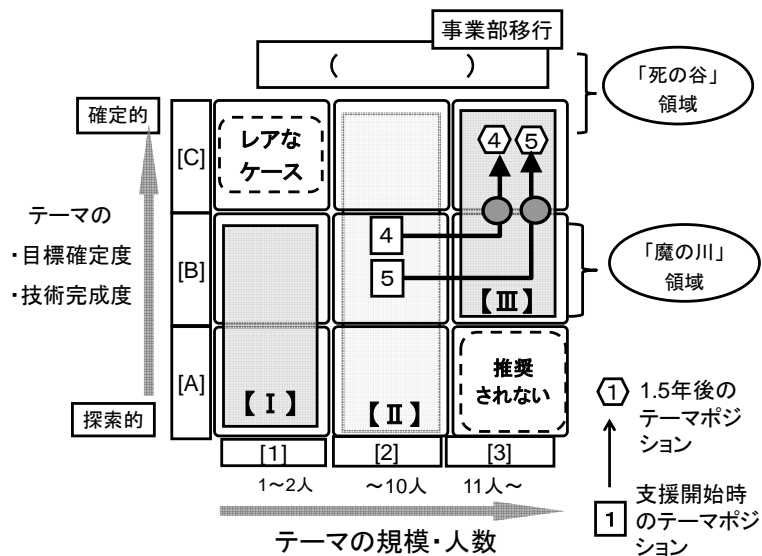 事業部移行
(　　　　　)
「死の谷」
領域
確定的
[C]
レアな
ケース
4
5
テーマの
・目標確定度
・技術完成度
[B]
4
5
【Ⅲ】
「魔の川」
領域
[A]
【Ⅰ】
【Ⅱ】
推奨
されない
探索的
[1]
[2]
[3]
1～2人
～10人
11人～
テーマの規模・人数
1
1.5年後の
テーマポジ
ション
1
支援開始時
のテーマポジ
ション